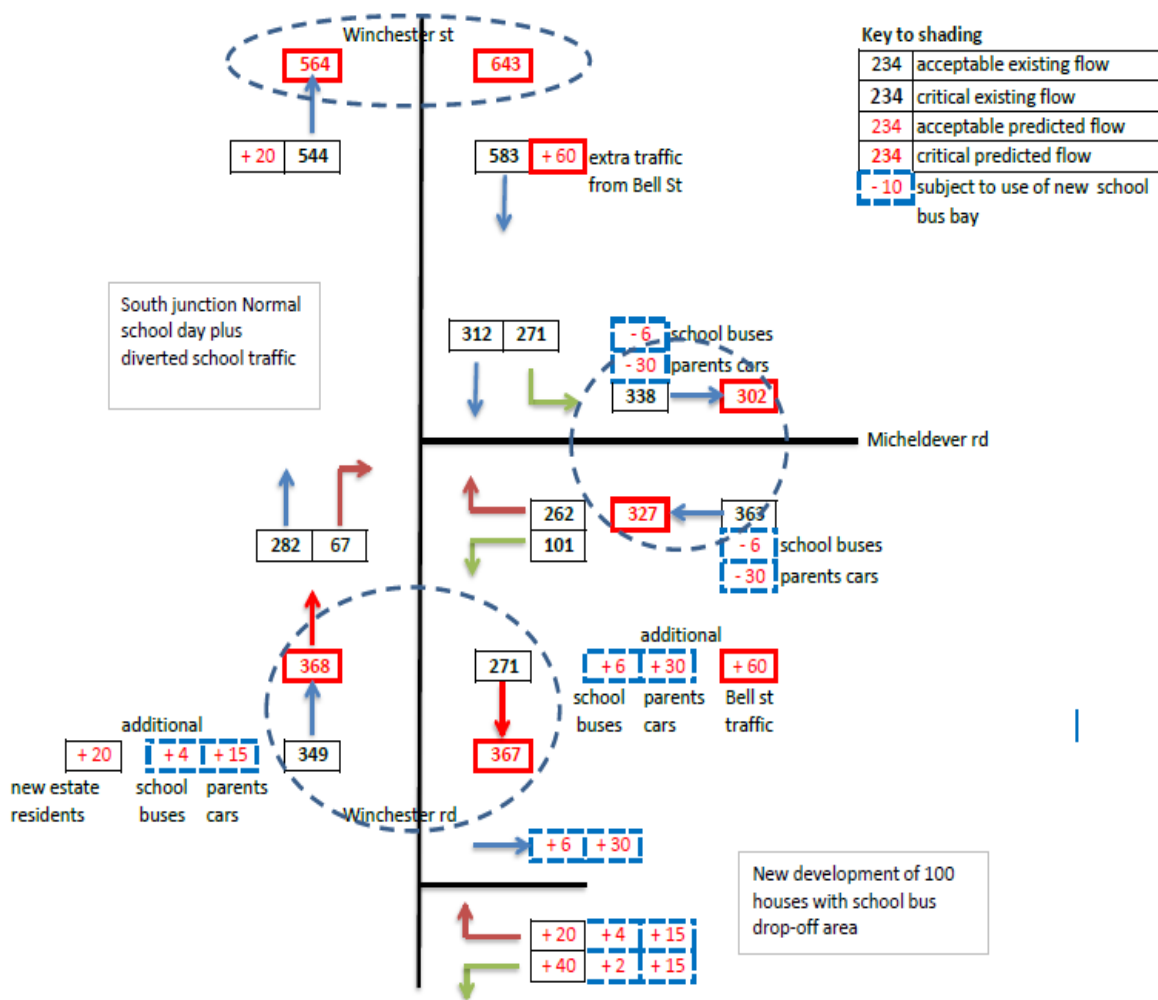 Winchester st
564 643
Key to shading
234 acceptable existing flow
234 critical existing flow
234 acceptable predicted flow
234 critical predicted flow
- 10 subject to use of new school
bus bay
+ 20 544
583 + 60 extra traffic
from Bell St
South junction Normal
school day plus
diverted school traffic
312 271
- 6 school buses
- 30 parents cars
338 302
Micheldever rd
262 327 363
101
- 6 school buses
- 30 parents cars
282 67
368
271
additional
+ 6 + 30 + 60
school parents Bell st
buses cars traffic
367
additional
+ 20 + 4 + 15 349
new estate school parents
residents buses cars
Winchester rd
+ 6 + 30
New development of 100
houses with school bus
drop-off area
+ 20 + 4 + 15
+ 40 + 2 + 15